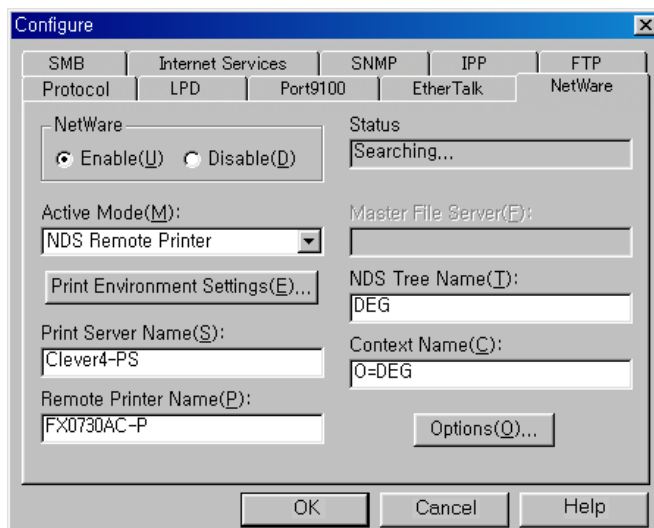 Configure
SMB
Internet Services
SNMP
IPP
FTP
Protocol
LPD
Port9100
EtherTalk
NetWare
NetWare
Enable(U)
Disable(D)
Status
Searching...
Active Mode(M):
NDS Remote Printer
Master File Server(F):
Print Environment Settings(E)...
NDS Tree Name(T):
DEG
Print Server Name(S):
Clever4-PS
Context Name(C):
O=DEG
Remote Printer Name(P):
FX0730AC-P
Options(O)...
OK
Cancel
Help